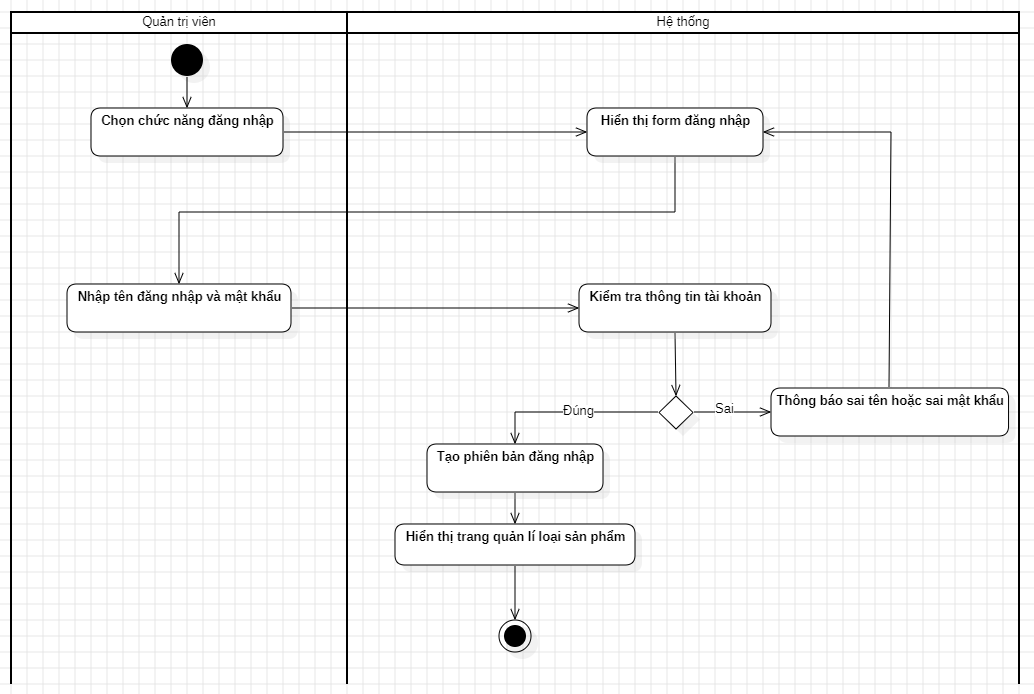 Quản trị viên
Hệ thống
Chọn chức năng đăng nhập
Hiển thị form đăng nhập
Nhập tên đăng nhập và mật khẩu
Kiểm tra thông tin tài khoản
Đúng
Sai
Thông báo sai tên hoặc sai mật khẩu
Tạo phiên bản đăng nhập
Hiển thị trang quản lí loại sản phẩm